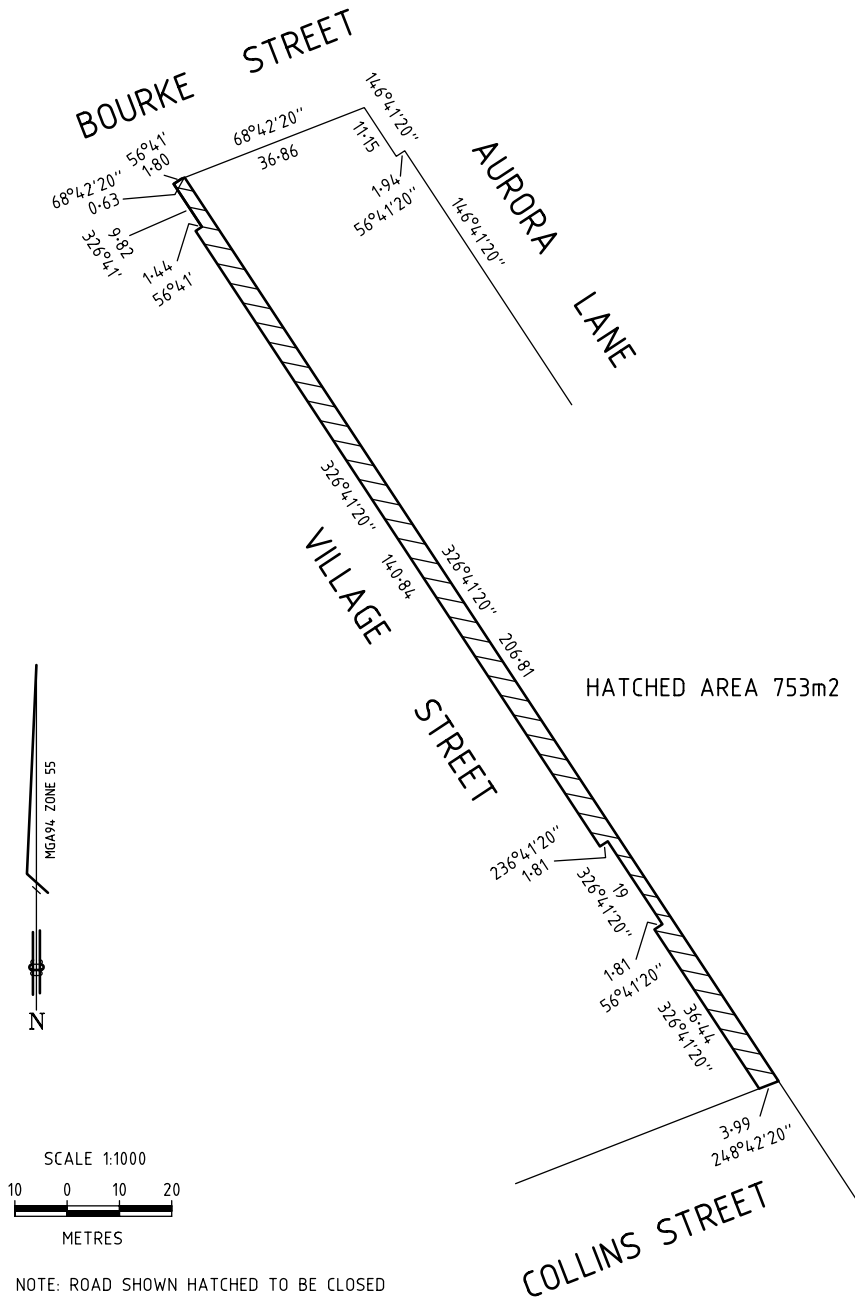 BOURKE STREET
146°41'20"
68°42'20"
11·15
36·86
56°41'
1·80
68°42'20"
0·63
AURORA LANE
1·94
56°41'20"
146°41'20"
9·82
326°41'
1·44
56°41'
326°41'20"
140·84
VILLAGE STREET
326°41'20"
206·81
HATCHED AREA 753m2
MGA94 ZONE 55
N
236°41'20"
1·81
19
326°41'20"
1·81
56°41'20"
36·44
326°41'20"
3·99
248°42'20"
COLLINS STREET
SCALE 1:1000
10 0 10 20
METRES
NOTE: ROAD SHOWN HATCHED TO BE CLOSED